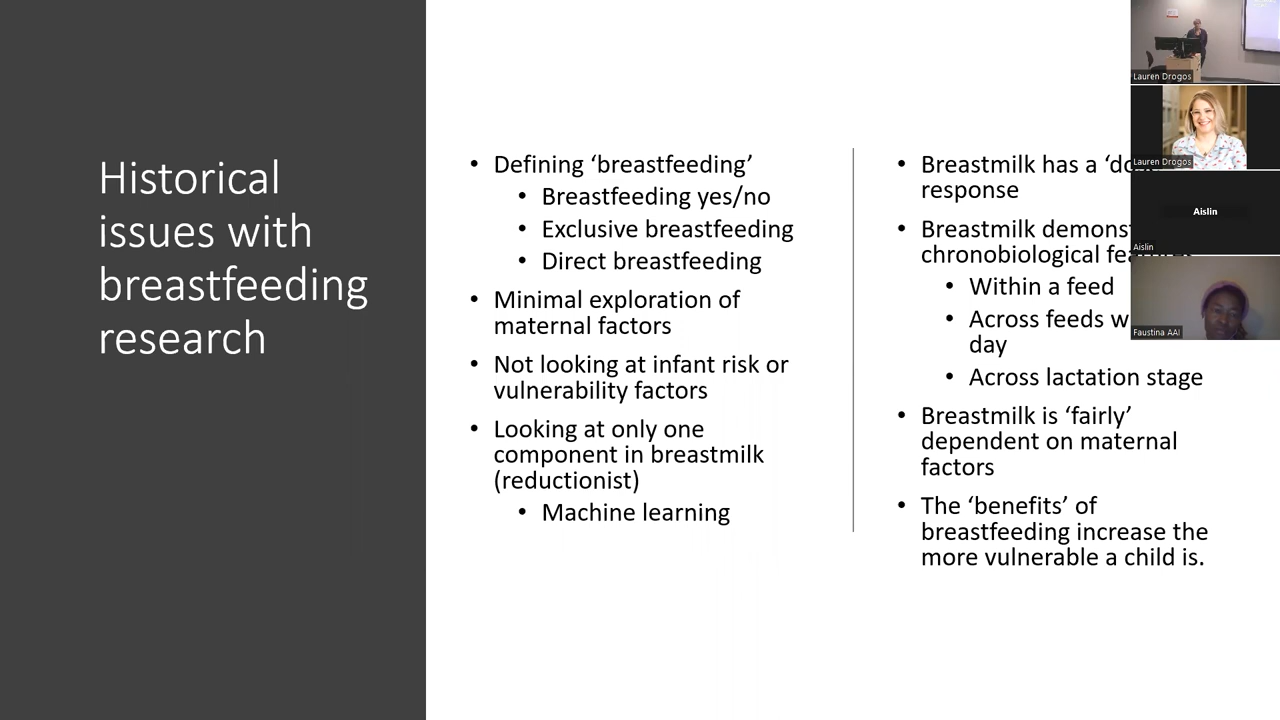 Historical
issues with
breastfeeding
research
• Defining ‘breastfeeding’
• Breastfeeding yes/no
• Exclusive breastfeeding
• Direct breastfeeding
• Minimal exploration of
maternal factors
• Not looking at infant risk or
vulnerability factors
• Looking at only one
component in breastmilk
(reductionist)
• Machine learning
• Breastmilk has a
response
• Breastmilk
chronobiological
• Within a feed
• Across feeds
day
• Across lactation stage
• Breastmilk is ‘fairly’
dependent on maternal
factors
• The ‘benefits’ of
breastfeeding increase the
more vulnerable a child is.
Lauren Drogos
Lauren Drogos
Aislin
Aislin
Faustina AAI